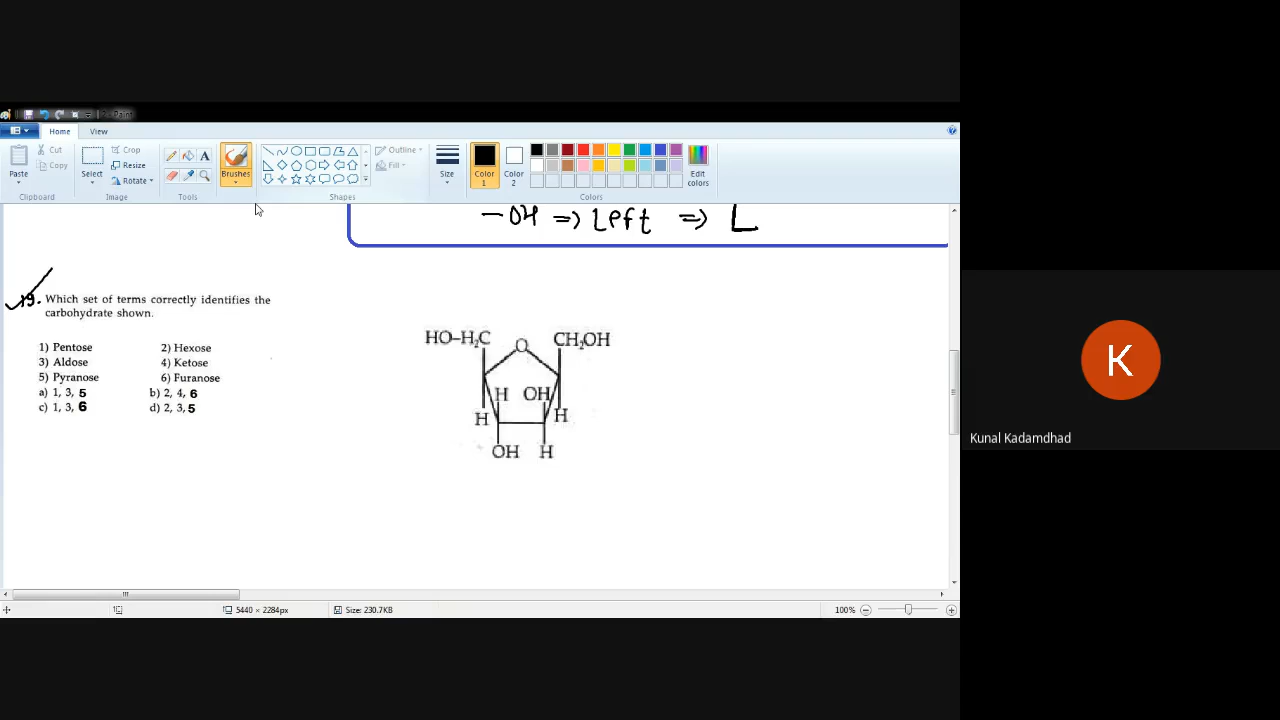 Paint
Home View
Cut
Copy
Paste
Clipboard
Crop
Resize
Rotate
Select
Image
A
Tools
Brushes
Outline
Fill
Shapes
Size
Color 1
Color 2
Edit colors
Colors
-OH => Left => L
19. Which set of terms correctly identifies the
carbohydrate shown.
1) Pentose 2) Hexose
3) Aldose 4) Ketose
5) Pyranose 6) Furanose
a) 1, 3, 5 b) 2, 4, 6
c) 1, 3, 6 d) 2, 3, 5
HO–H₂C O CH₂OH
H OH
H H
OH H
K
Kunal Kadamdhad
5440 × 2284px Size: 230.7KB 100%